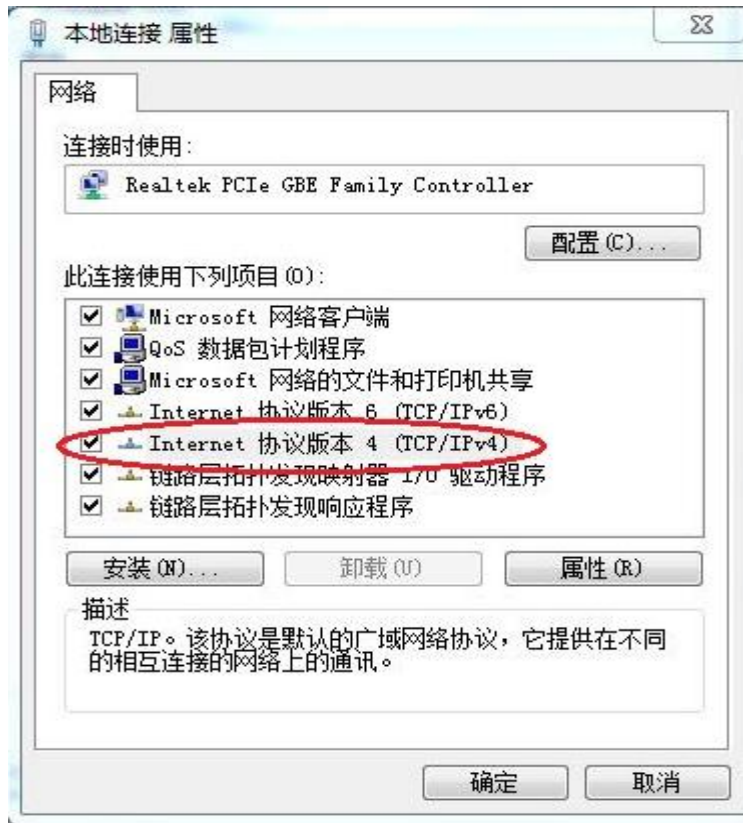 本地连接 属性
网络
连接时使用:
Realtek PCIe GBE Family Controller
配置(C)...
此连接使用下列项目(O):
Microsoft 网络客户端
QoS 数据包计划程序
Microsoft 网络的文件和打印机共享
Internet 协议版本 6 (TCP/IPv6)
Internet 协议版本 4 (TCP/IPv4)
链路层拓扑发现映射器 I/O 驱动程序
链路层拓扑发现响应程序
安装(N)... 卸载(U) 属性(R)
描述
TCP/IP。该协议是默认的广域网络协议，它提供在不同
的相互连接的网络上的通讯。
确定 取消